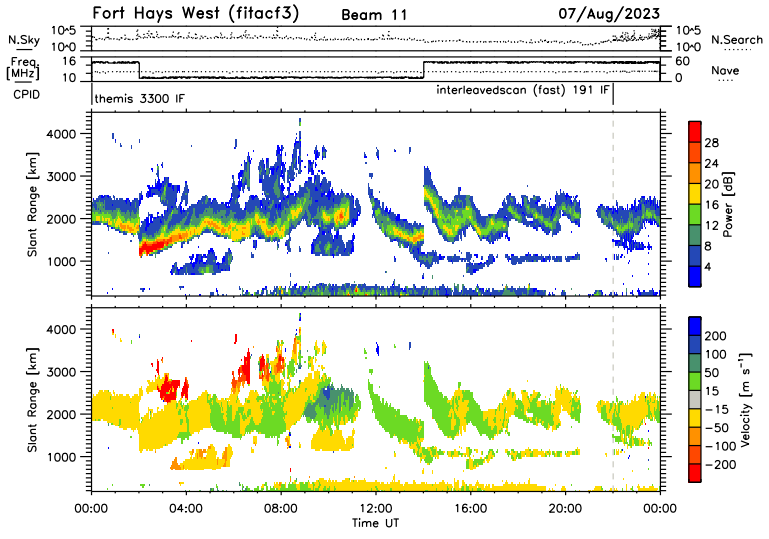 Fort Hays West (fitacf3) Beam 11 07/Aug/2023
N.Sky 10^5 10^0 10^5 10^0 N.Search
Freq. [MHz] 16 10 60 0 Nave
CPID themis 3300 IF interleavedscan (fast) 191 IF
Slant Range [km]
4000
3000
2000
1000
28
24
20
16
12
8
4
Power [dB]
Slant Range [km]
4000
3000
2000
1000
200
100
50
15
−15
−50
−100
−200
Velocity [m s⁻¹]
00:00 04:00 08:00 12:00 16:00 20:00 00:00
Time UT